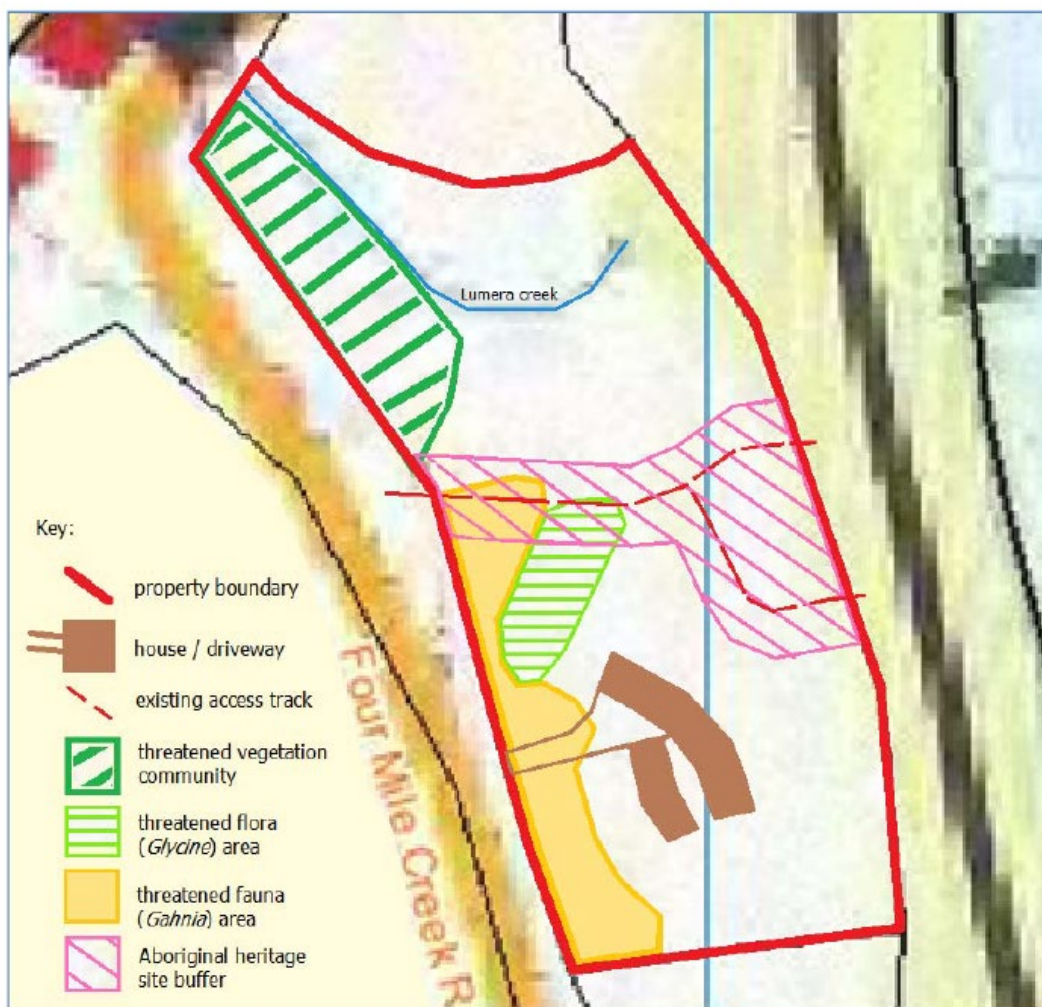 Lumera creek
Key:
property boundary
house / driveway
existing access track
threatened vegetation
community
threatened flora
(Glycine) area
threatened fauna
(Gahnia) area
Aboriginal heritage
site buffer
Four Mile Creek R